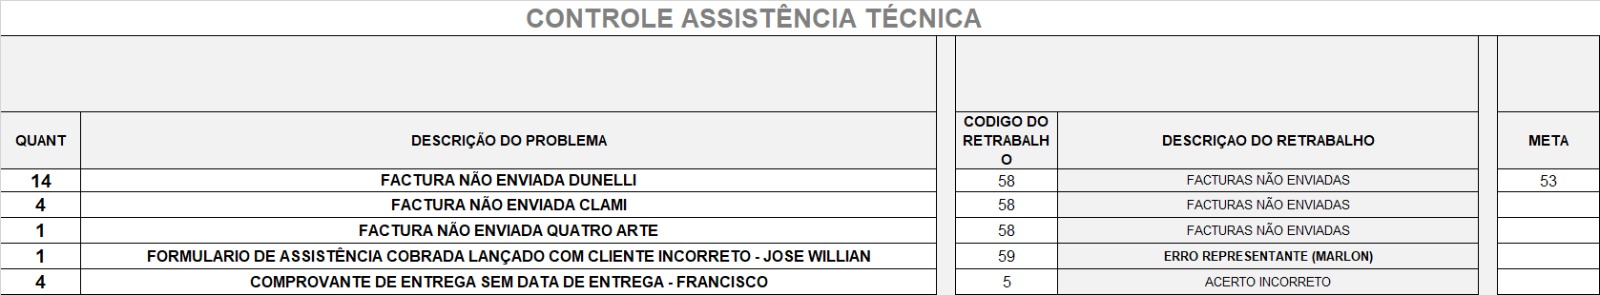 CONTROLE ASSISTÊNCIA TÉCNICA
QUANT DESCRIÇÃO DO PROBLEMA CODIGO DO RETRABALHO DESCRIÇAO DO RETRABALHO META
14 FACTURA NÃO ENVIADA DUNELLI 58 FACTURAS NÃO ENVIADAS 53
4 FACTURA NÃO ENVIADA CLAMI 58 FACTURAS NÃO ENVIADAS
1 FACTURA NÃO ENVIADA QUATRO ARTE 58 FACTURAS NÃO ENVIADAS
1 FORMULARIO DE ASSISTÊNCIA COBRADA LANÇADO COM CLIENTE INCORRETO - JOSE WILLIAN 59 ERRO REPRESENTANTE (MARLON)
4 COMPROVANTE DE ENTREGA SEM DATA DE ENTREGA - FRANCISCO 5 ACERTO INCORRETO